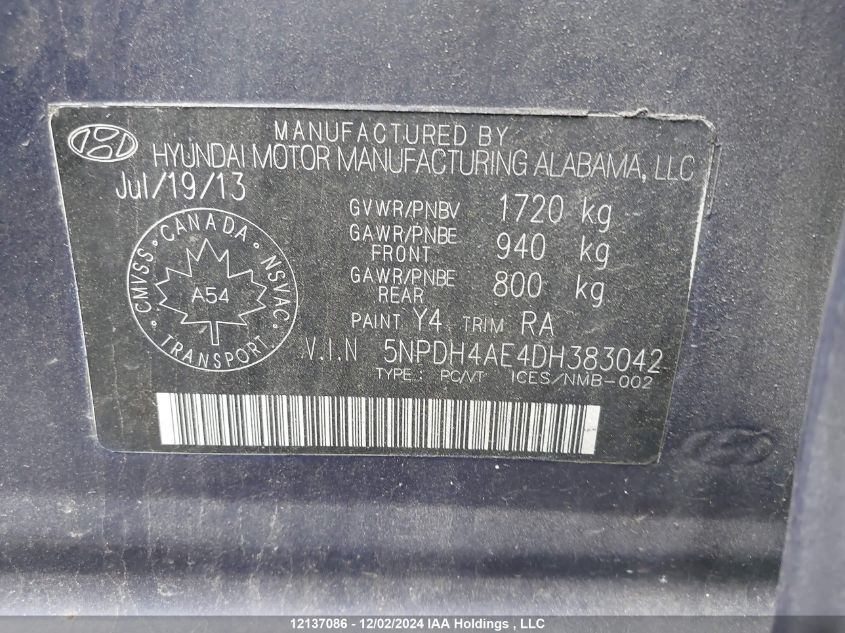 MANUFACTURED BY
HYUNDAI MOTOR MANUFACTURING ALABAMA, LLC
Jul/19/13
GVWR/PNBV 1720 kg
GAWR/PNBE FRONT 940 kg
GAWR/PNBE REAR 800 kg
CANADA
CMVSS NSVAC
A54
TRANSPORT
PAINT Y4 TRIM RA
V.I.N 5NPDH4AE4DH383042
TYPE: PC/VT ICES/NMB-002
12137086 - 12/02/2024 IAA Holdings , LLC